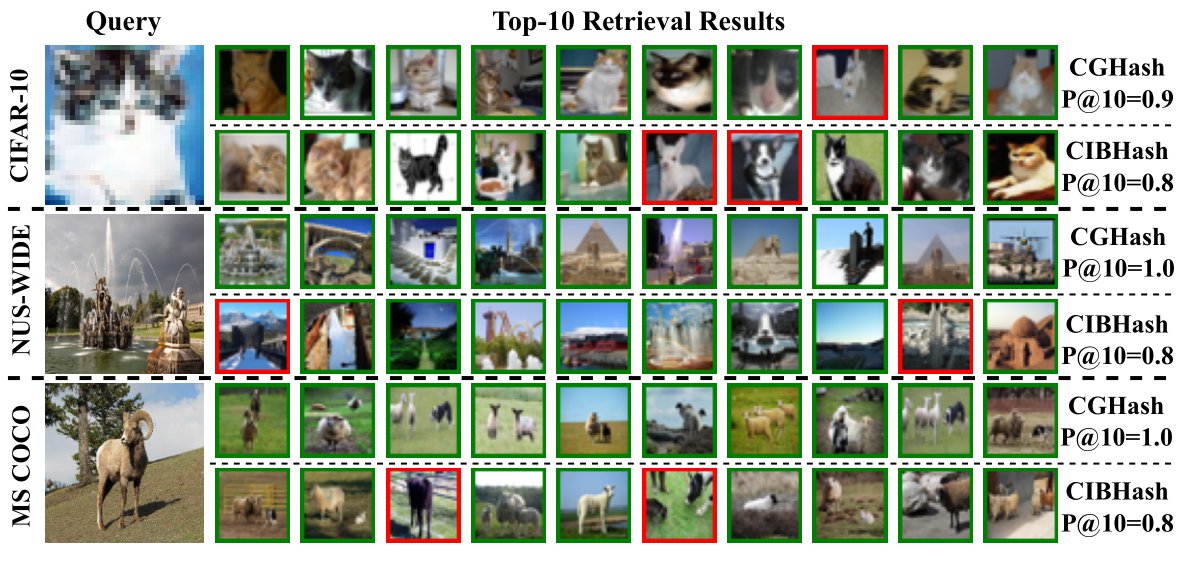 Query
Top-10 Retrieval Results
CIFAR-10
CGHash
P@10=0.9
CIBHash
P@10=0.8
NUS-WIDE
CGHash
P@10=1.0
CIBHash
P@10=0.8
MS COCO
CGHash
P@10=1.0
CIBHash
P@10=0.8